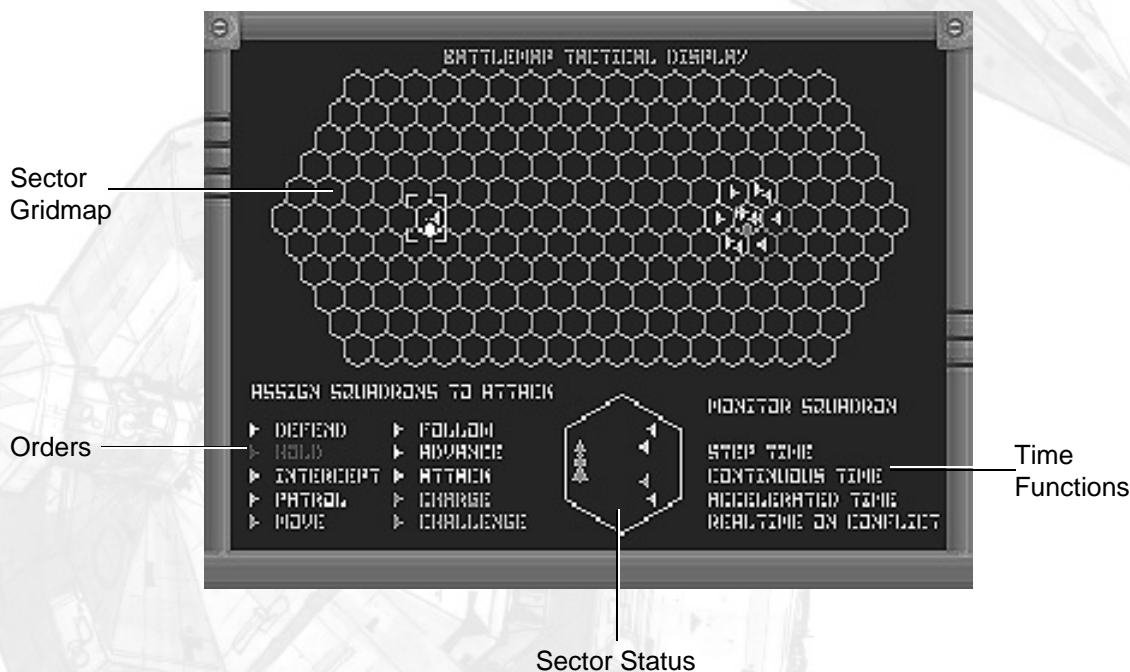 BATTLEMAP TACTICAL DISPLAY
Sector
Gridmap
ASSIGN SQUADRONS TO ATTACK
MONITOR SQUADRON
Orders
DEFEND
HOLD
INTERCEPT
PATROL
MOVE
FOLLOW
ADVANCE
ATTACK
CHARGE
CHALLENGE
STEP TIME
CONTINUOUS TIME
ACCELERATED TIME
REALTIME ON CONFLICT
Time
Functions
Sector Status